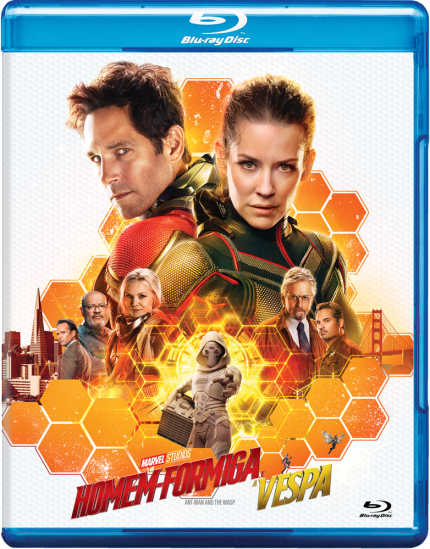 Blu-ray Disc
MARVEL STUDIOS
HOMEM-FORMIGA E VESPA
ANT-MAN AND THE WASP
Blu-ray Disc